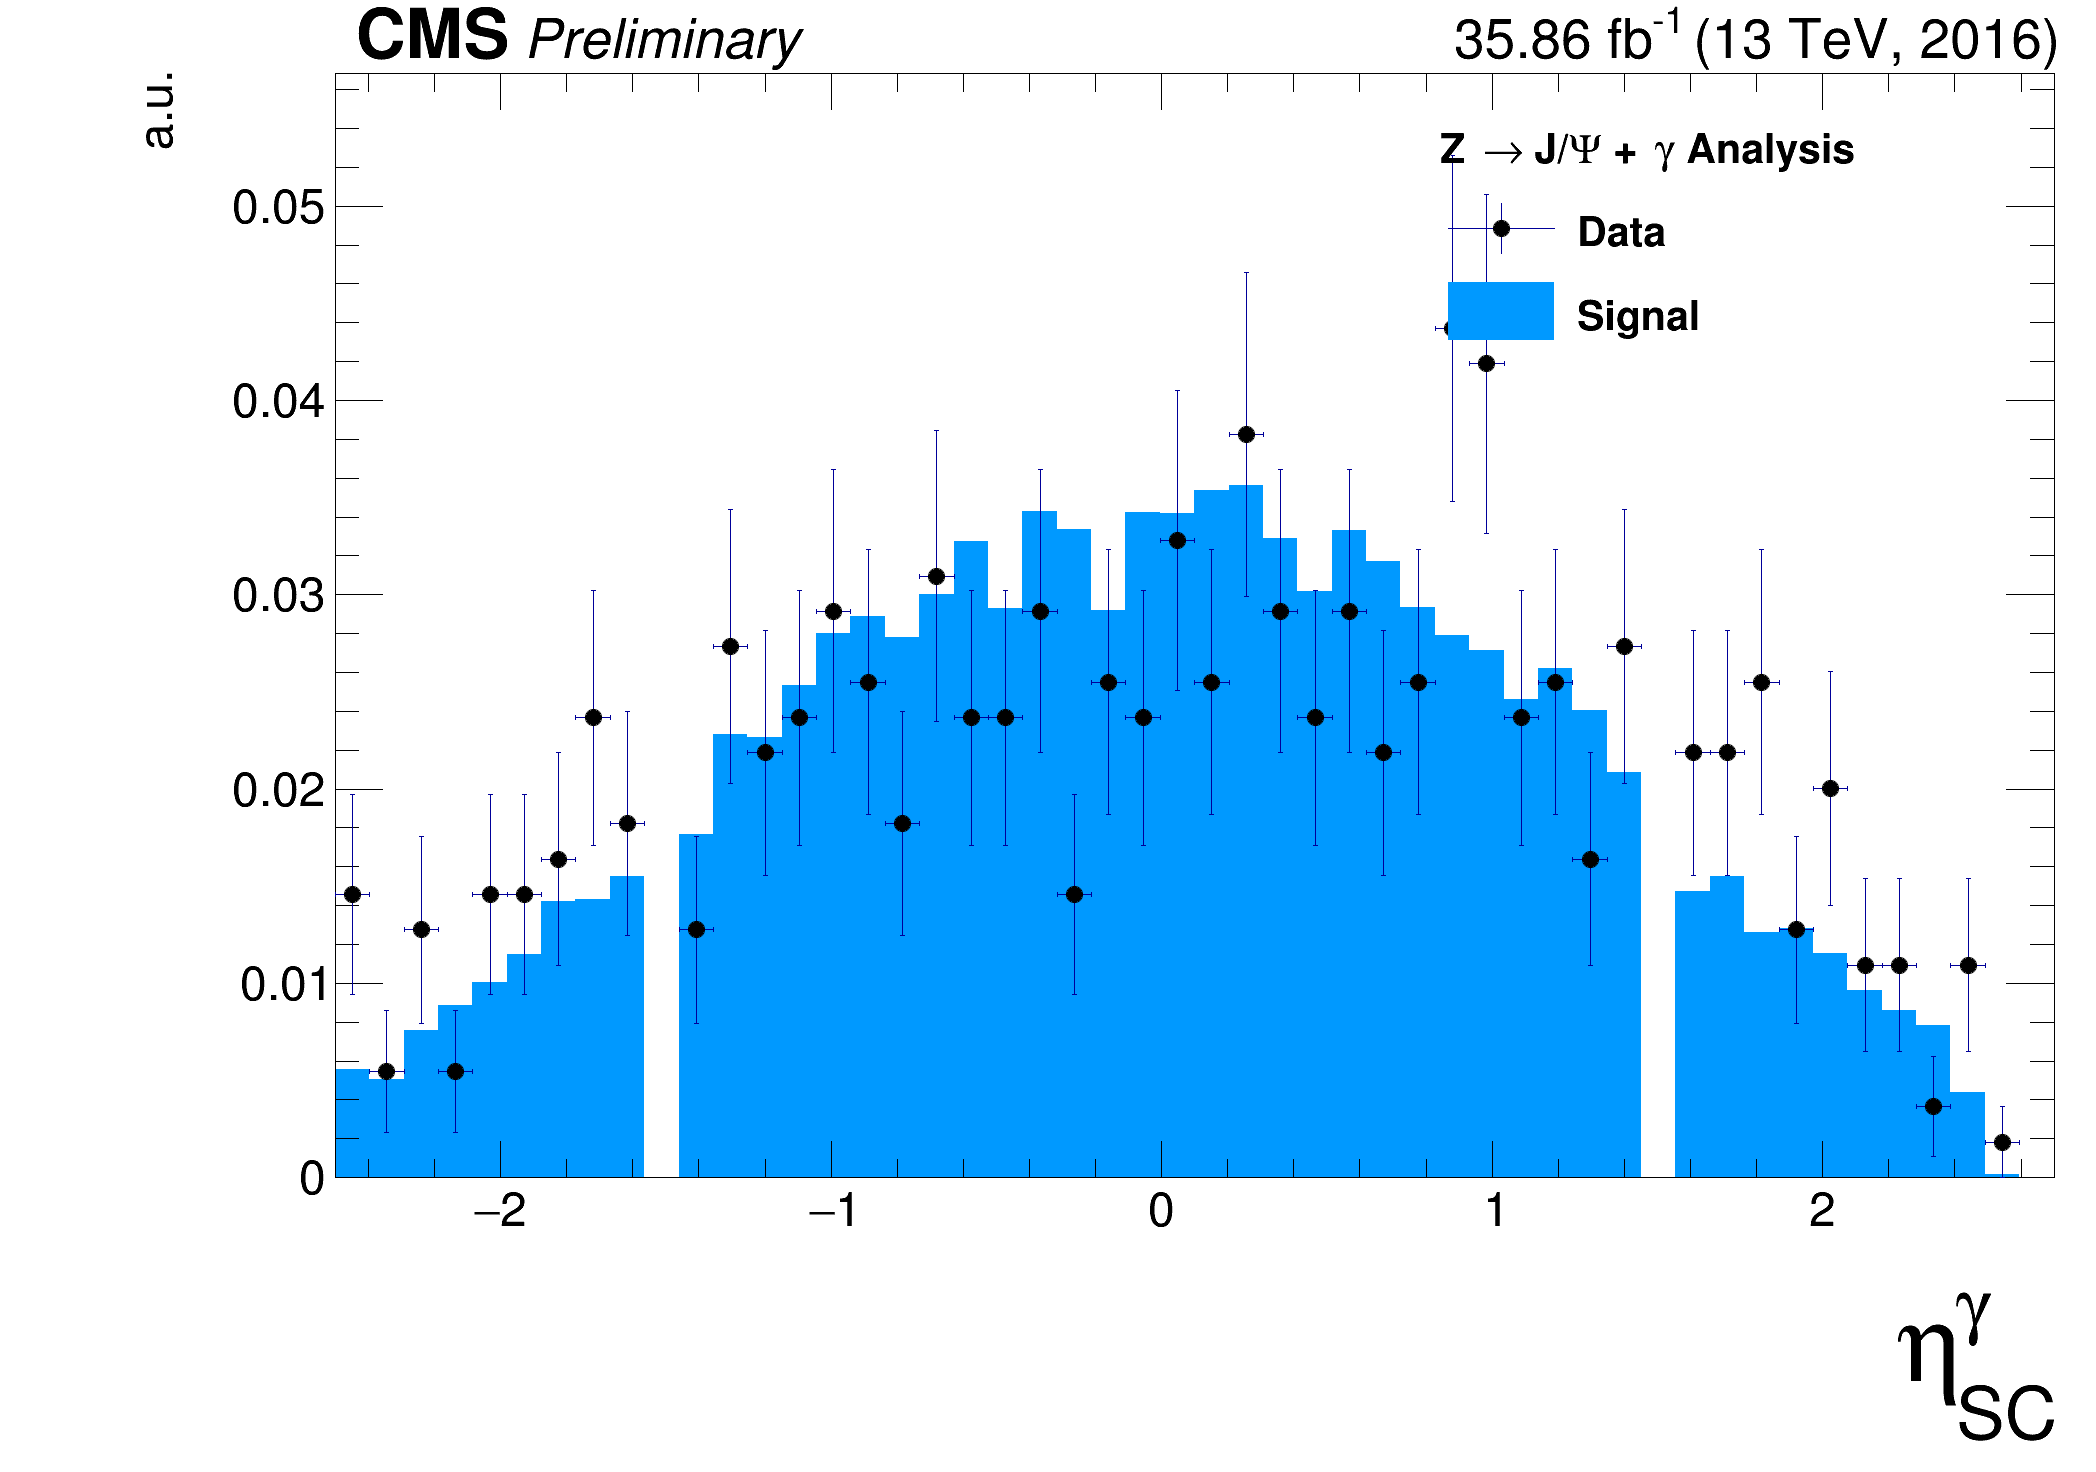 CMS Preliminary 35.86 fb⁻¹ (13 TeV, 2016)
a.u.
Z → J/Ψ + γ Analysis
Data
Signal
0.05
0.04
0.03
0.02
0.01
0
−2 −1 0 1 2
η^γ_SC